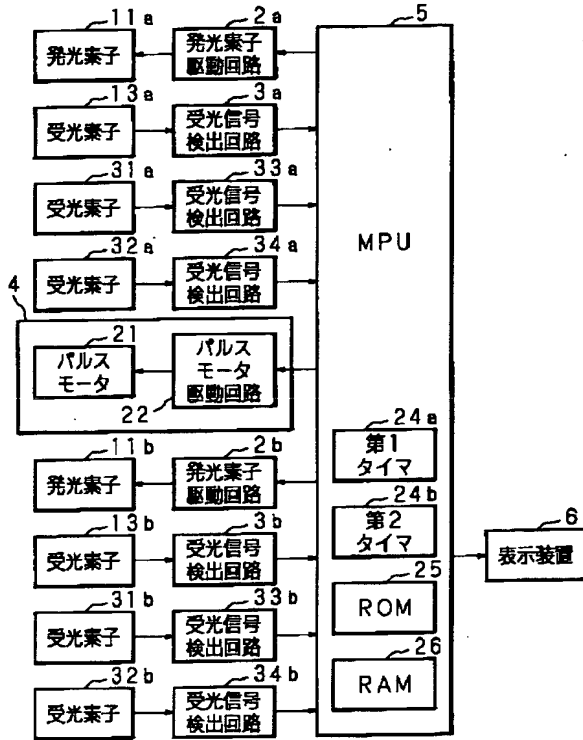 11a
2a
5
発光素子
発光素子
駆動回路
13a
3a
受光素子
受光信号
検出回路
31a
33a
受光素子
受光信号
検出回路
MPU
32a
34a
受光素子
受光信号
検出回路
4
21
パルス
モータ
パルス
モータ
駆動回路
22
11b
2b
24a
発光素子
発光素子
駆動回路
第1
タイマ
13b
3b
24b
受光素子
受光信号
検出回路
第2
タイマ
6
表示装置
31b
33b
25
受光素子
受光信号
検出回路
ROM
32b
34b
26
受光素子
受光信号
検出回路
RAM